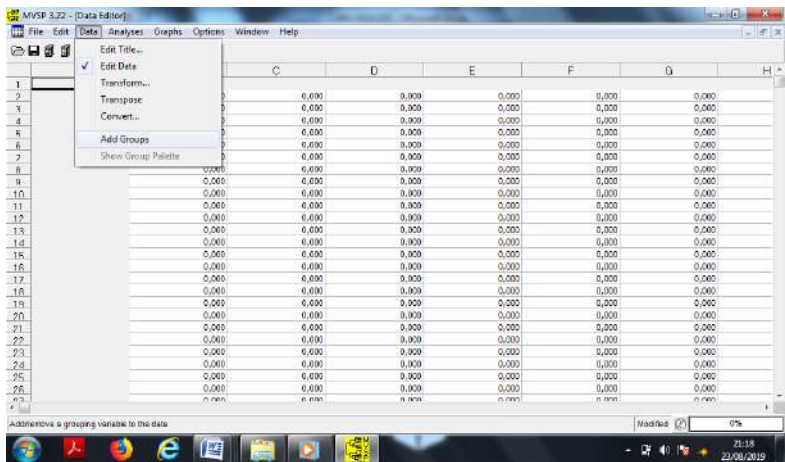 MVSP 3.22 - [Data Editor]
File Edit Data Analyses Graphs Options Window Help
Edit Title...
Edit Data
Transform...
Transpose
Convert...
Add Groups
Show Group Palette
C D E F G H
1
2 0,000 0,000 0,000 0,000 0,000
3 0,000 0,000 0,000 0,000 0,000
4 0,000 0,000 0,000 0,000 0,000
5 0,000 0,000 0,000 0,000 0,000
6 0,000 0,000 0,000 0,000 0,000
7 0,000 0,000 0,000 0,000 0,000
8 0,000 0,000 0,000 0,000 0,000 0,000
9 0,000 0,000 0,000 0,000 0,000 0,000
10 0,000 0,000 0,000 0,000 0,000 0,000
11 0,000 0,000 0,000 0,000 0,000 0,000
12 0,000 0,000 0,000 0,000 0,000 0,000
13 0,000 0,000 0,000 0,000 0,000 0,000
14 0,000 0,000 0,000 0,000 0,000 0,000
15 0,000 0,000 0,000 0,000 0,000 0,000
16 0,000 0,000 0,000 0,000 0,000 0,000
17 0,000 0,000 0,000 0,000 0,000 0,000
18 0,000 0,000 0,000 0,000 0,000 0,000
19 0,000 0,000 0,000 0,000 0,000 0,000
20 0,000 0,000 0,000 0,000 0,000 0,000
21 0,000 0,000 0,000 0,000 0,000 0,000
22 0,000 0,000 0,000 0,000 0,000 0,000
23 0,000 0,000 0,000 0,000 0,000 0,000
24 0,000 0,000 0,000 0,000 0,000 0,000
25 0,000 0,000 0,000 0,000 0,000 0,000
26 0,000 0,000 0,000 0,000 0,000 0,000
Add/remove a grouping variable to the data
Modified 0%
21:18
23/08/2019